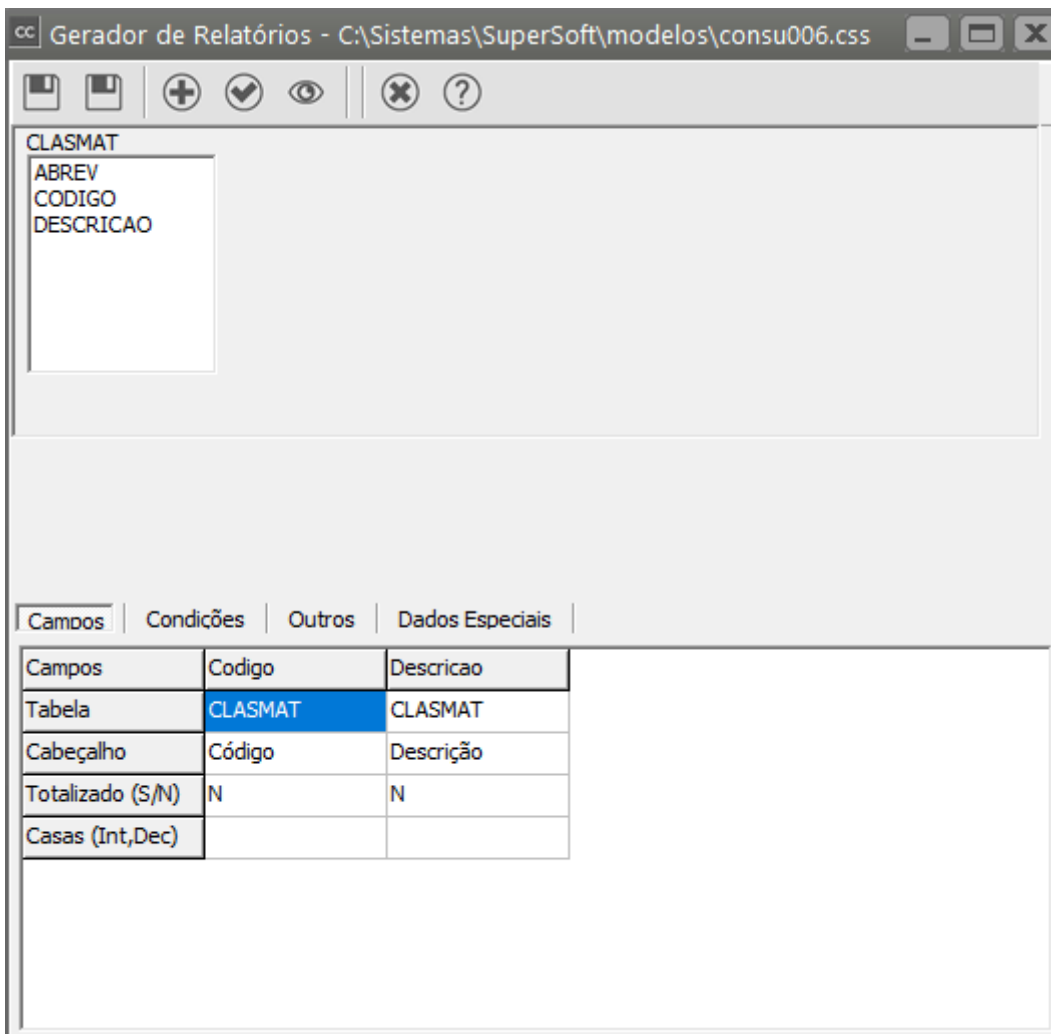 cc Gerador de Relatórios - C:\Sistemas\SuperSoft\modelos\consu006.css
CLASMAT
ABREV
CODIGO
DESCRICAO
Campos Condições Outros Dados Especiais
Campos Codigo Descricao
Tabela CLASMAT CLASMAT
Cabeçalho Código Descrição
Totalizado (S/N) N N
Casas (Int,Dec)